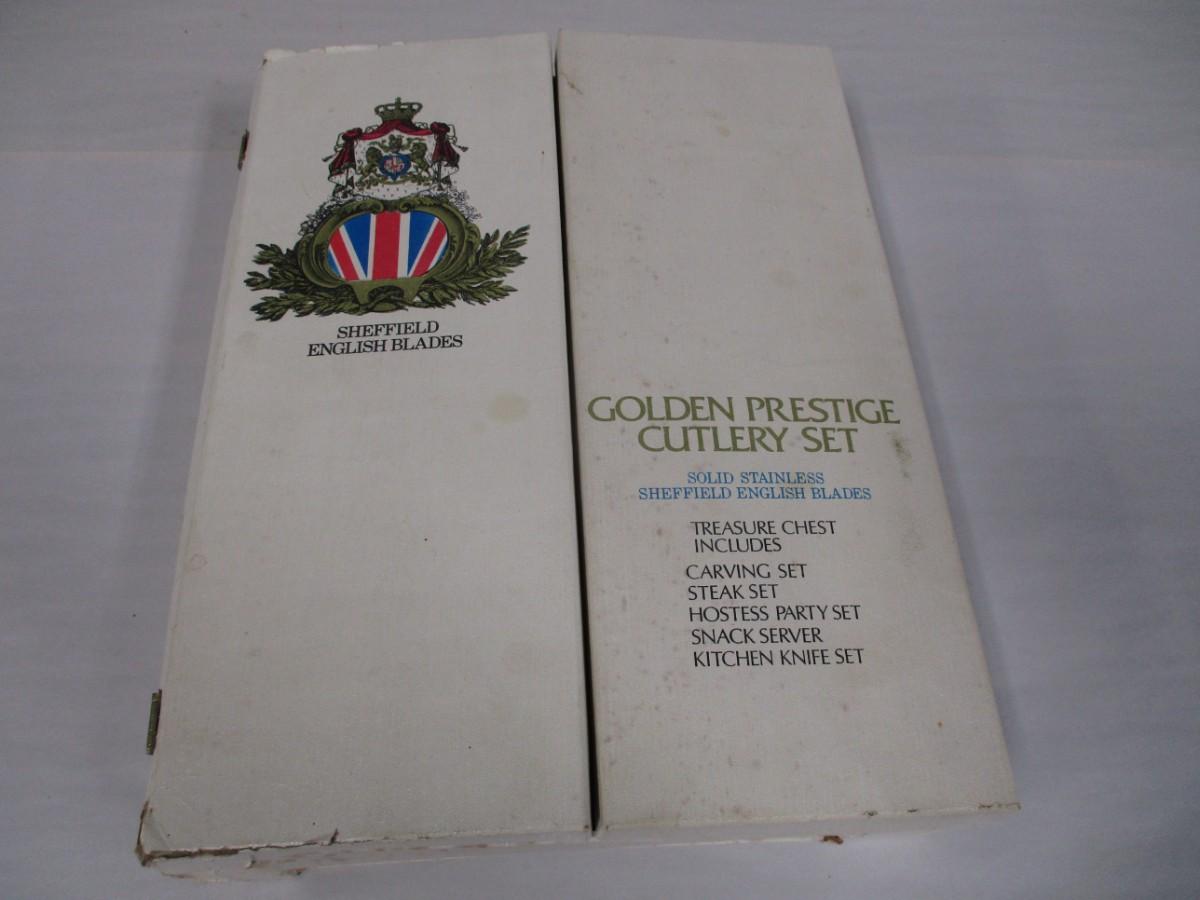 SHEFFIELD
ENGLISH BLADES
GOLDEN PRESTIGE
CUTLERY SET
SOLID STAINLESS
SHEFFIELD ENGLISH BLADES
TREASURE CHEST
INCLUDES
CARVING SET
STEAK SET
HOSTESS PARTY SET
SNACK SERVER
KITCHEN KNIFE SET